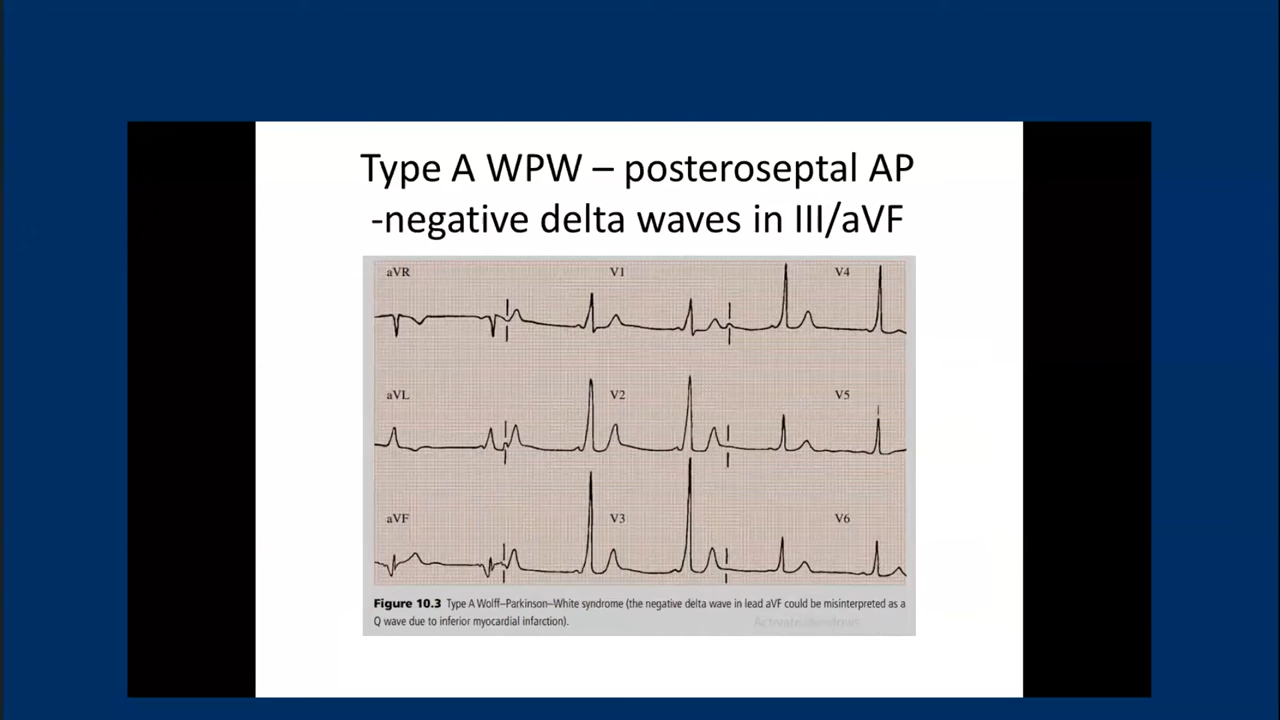 Type A WPW – posteroseptal AP
-negative delta waves in III/aVF
aVR V1 V4
aVL V2 V5
aVF V3 V6
Figure 10.3 Type A Wolff–Parkinson–White syndrome (the negative delta wave in lead aVF could be misinterpreted as a
Q wave due to inferior myocardial infarction).